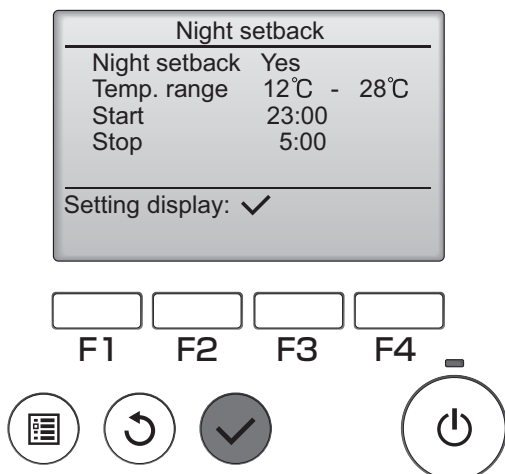 Night setback
Night setback Yes
Temp. range 12℃ - 28℃
Start 23:00
Stop 5:00
Setting display: ✓
F1 F2 F3 F4